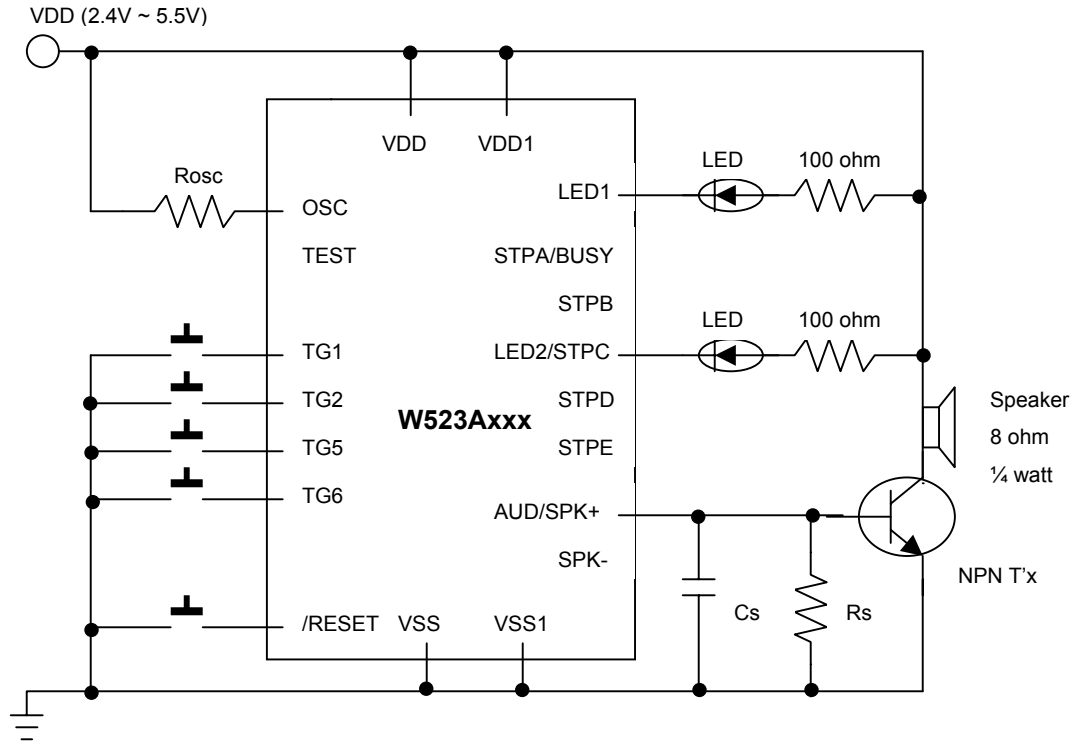 VDD (2.4V ~ 5.5V)
VDD
VDD1
LED
100 ohm
Rosc
LED1
OSC
TEST
STPA/BUSY
STPB
LED
100 ohm
TG1
LED2/STPC
TG2
STPD
Speaker
W523Axxx
8 ohm
TG5
STPE
¼ watt
TG6
AUD/SPK+
SPK-
NPN T'x
Cs
Rs
/RESET
VSS
VSS1